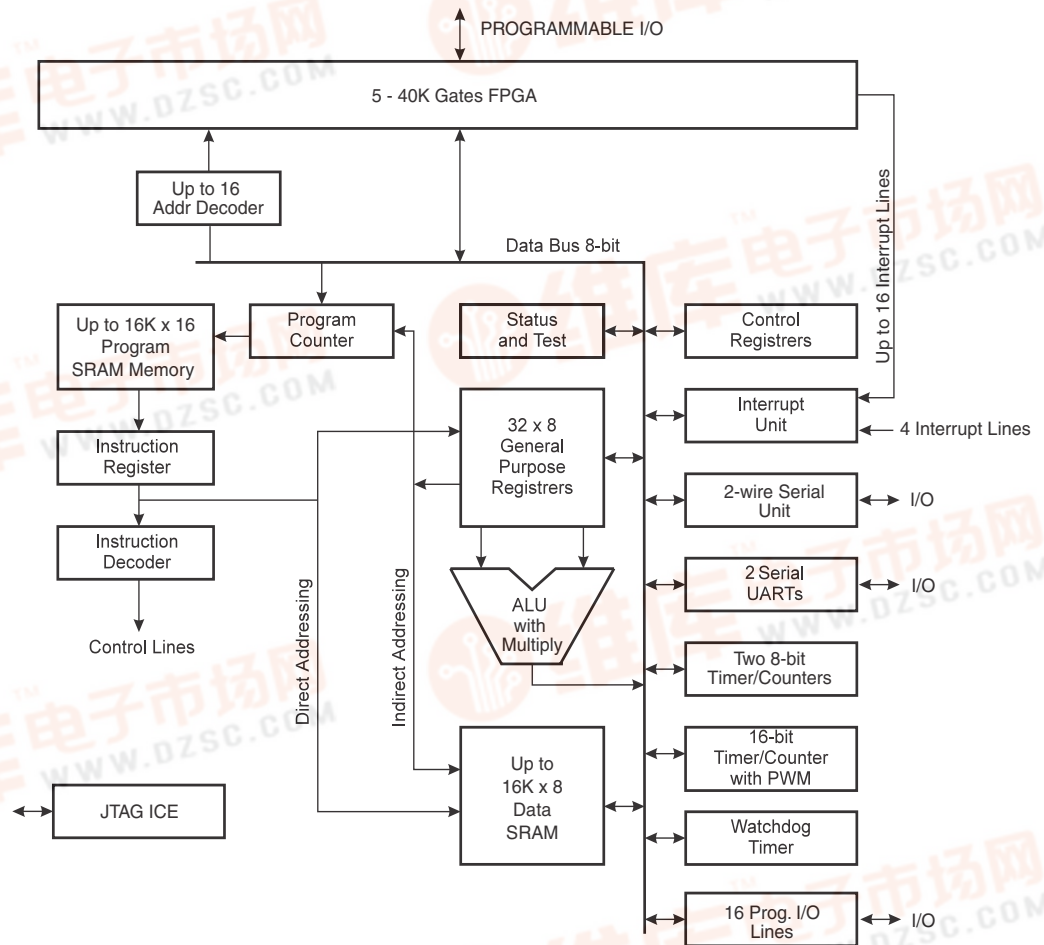 PROGRAMMABLE I/O
5 - 40K Gates FPGA
Up to 16
Addr Decoder
Up to 16 Interrupt Lines
Data Bus 8-bit
Up to 16K x 16
Program
SRAM Memory
Program
Counter
Status
and Test
Control
Registrers
Instruction
Register
32 x 8
General
Purpose
Registrers
Interrupt
Unit
4 Interrupt Lines
2-wire Serial
Unit
I/O
Instruction
Decoder
Control Lines
Direct Addressing
Indirect Addressing
ALU
with
Multiply
2 Serial
UARTs
I/O
Two 8-bit
Timer/Counters
16-bit
Timer/Counter
with PWM
Up to
16K x 8
Data
SRAM
JTAG ICE
Watchdog
Timer
16 Prog. I/O
Lines
I/O
维库电子市场网™
WWW.DZSC.COM